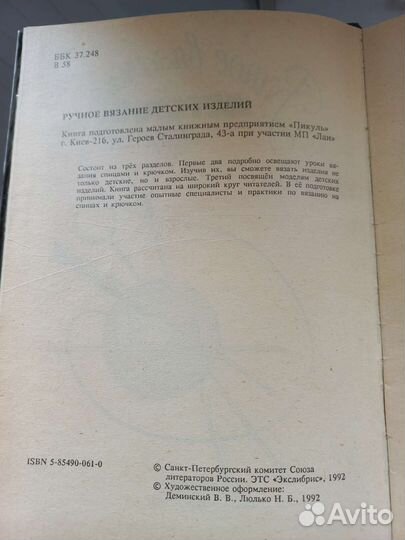 ББК 37.248
В 58
РУЧНОЕ ВЯЗАНИЕ ДЕТСКИХ ИЗДЕЛИЙ
Книга подготовлена малым книжным предприятием «Пикуль»
г. Киев-216, ул. Героев Сталинграда, 43-а при участии МП «Лан»
Состоит из трёх разделов. Первые два подробно освещают уроки вя-
зания спицами и крючком. Изучив их, вы сможете вязать изделия не
только детские, но и взрослые. Третий посвящён моделям детских
изделий. Книга рассчитана на широкий круг читателей. В её подготовке
принимали участие опытные специалисты и практики по вязанию на
спицах и крючком.
ISBN 5-85490-061-0
© Санкт-Петербургский комитет Союза
литераторов России. ЭТС «Экслибрис», 1992
© Художественное оформление:
Деминский В. В., Люлько Н. Б., 1992
Avito